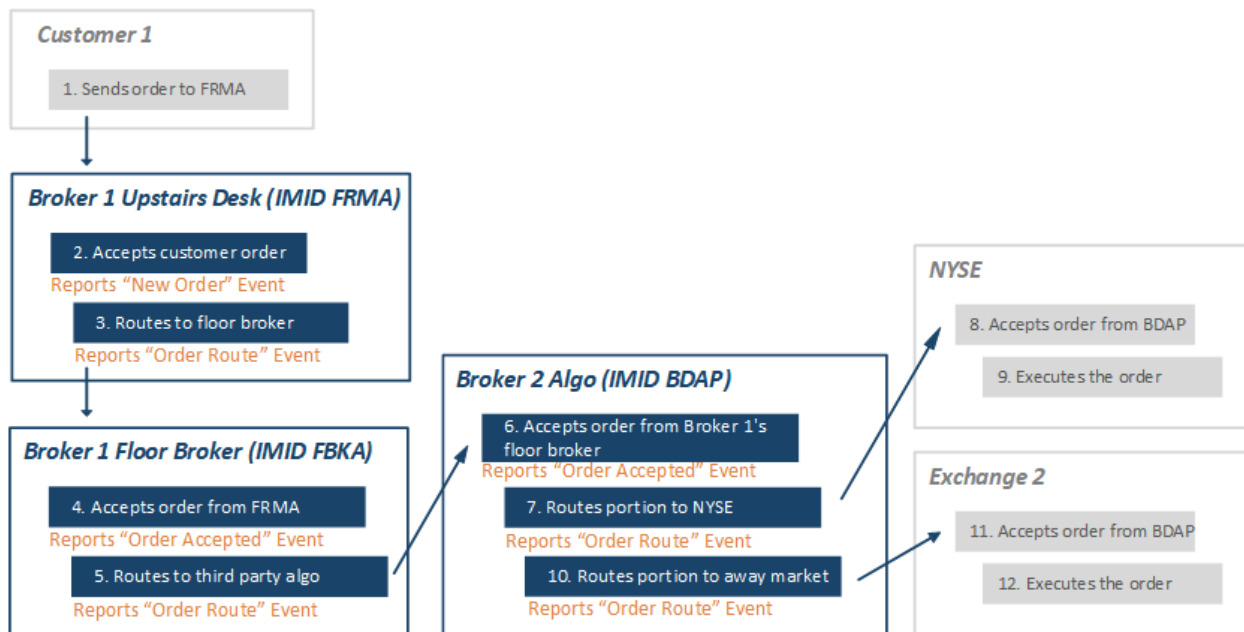 Customer 1
1. Sends order to FRMA
Broker 1 Upstairs Desk (IMID FRMA)
2. Accepts customer order
Reports “New Order” Event
3. Routes to floor broker
Reports “Order Route” Event
Broker 1 Floor Broker (IMID FBKA)
4. Accepts order from FRMA
Reports “Order Accepted” Event
5. Routes to third party algo
Reports “Order Route” Event
Broker 2 Algo (IMID BDAP)
6. Accepts order from Broker 1's
floor broker
Reports “Order Accepted” Event
7. Routes portion to NYSE
Reports “Order Route” Event
10. Routes portion to away market
Reports “Order Route” Event
NYSE
8. Accepts order from BDAP
9. Executes the order
Exchange 2
11. Accepts order from BDAP
12. Executes the order